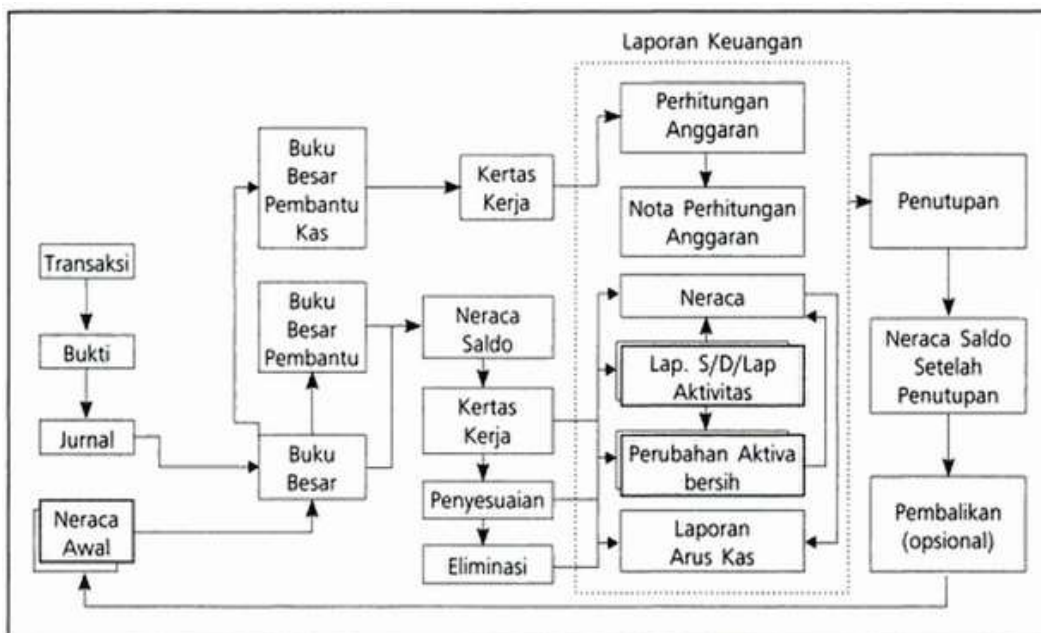 Laporan Keuangan
Perhitungan
Anggaran
Buku
Besar
Pembantu
Kas
Kertas
Kerja
Nota Perhitungan
Anggaran
Penutupan
Transaksi
Bukti
Jurnal
Neraca
Awal
Buku
Besar
Pembantu
Buku
Besar
Neraca
Saldo
Kertas
Kerja
Penyesuaian
Eliminasi
Neraca
Lap. S/D/Lap
Aktivitas
Perubahan Aktiva
bersih
Laporan
Arus Kas
Neraca Saldo
Setelah
Penutupan
Pembalikan
(opsional)